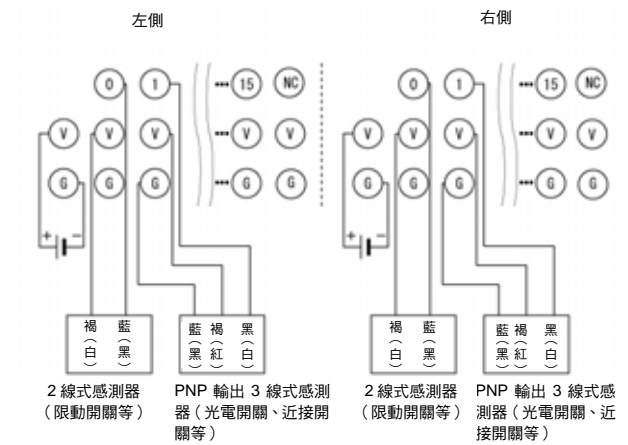 左側
右側
0 1 15 NC
V V V V V
G G G G G
+ −
褐（白）
藍（黑）
藍（黑）
褐（紅）
黑（白）
2 線式感測器
（限動開關等）
PNP 輸出 3 線式感測
器（光電開關、近接開
關等）
0 1 15 NC
V V V V V
G G G G G
+ −
褐（白）
藍（黑）
藍（黑）
褐（紅）
黑（白）
2 線式感測器
（限動開關等）
PNP 輸出 3 線式感
測器（光電開關、近
接開關等）